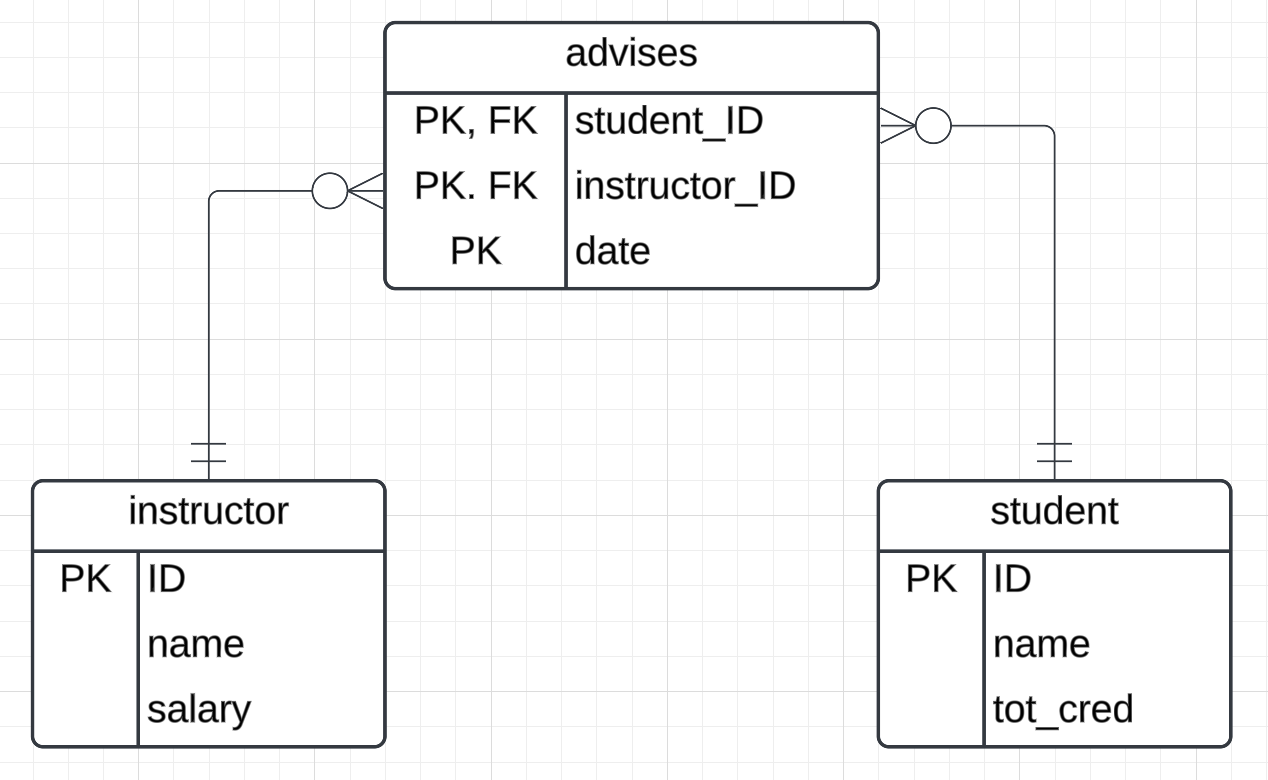 advises
PK, FK student_ID
PK. FK instructor_ID
PK date
instructor
PK ID
name
salary
student
PK ID
name
tot_cred